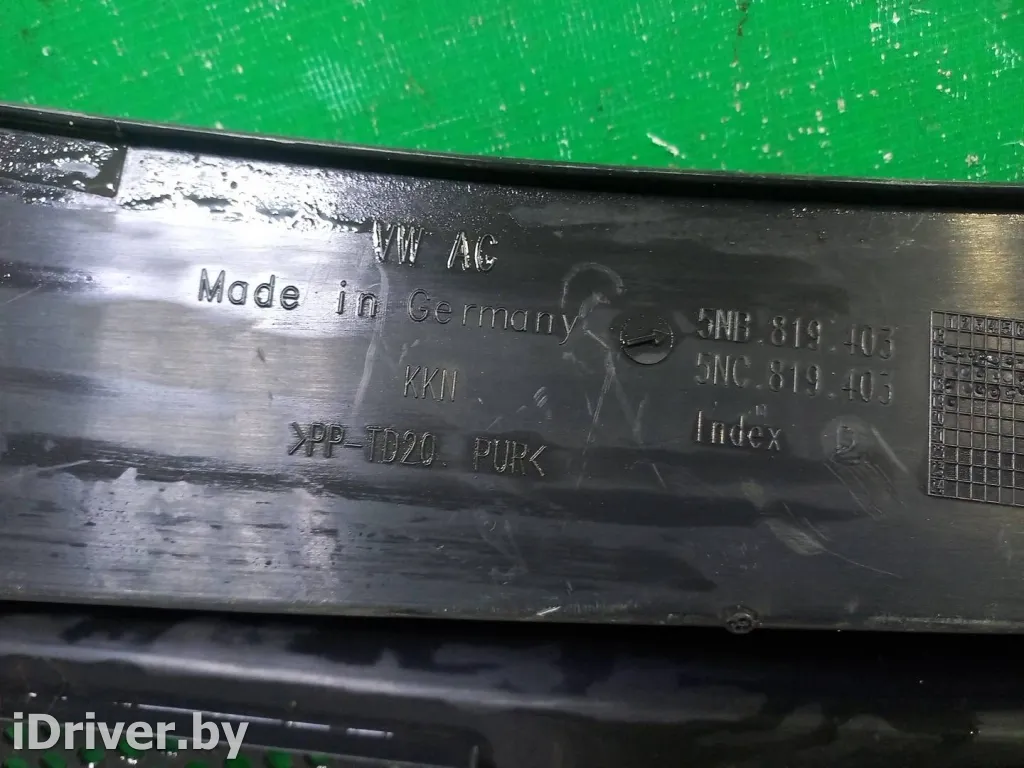 VW AG
Made in Germany
KKN
>PP-TD20. PUR<
5NB.819.403
5NC.819.403
Index
iDriver.by